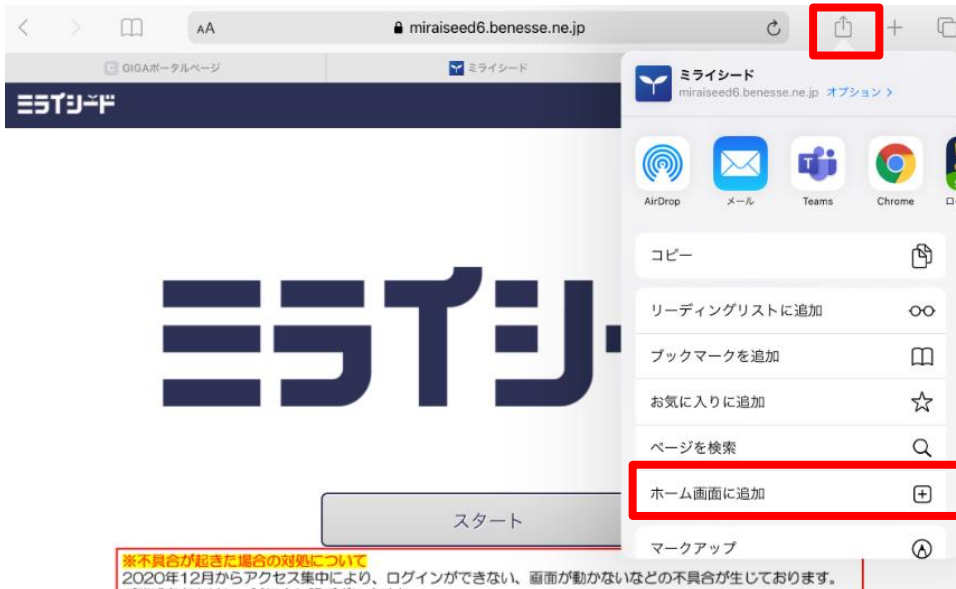 AA
miraiseed6.benesse.ne.jp
GIGAポータルページ
ミライシード
ミライシード
ミライシード
miraiseed6.benesse.ne.jp オプション >
AirDrop
メール
Teams
Chrome
コピー
リーディングリストに追加
ブックマークを追加
お気に入りに追加
ページを検索
ホーム画面に追加
マークアップ
ミライシー
スタート
※不具合が起きた場合の対処について
2020年12月からアクセス集中により、ログインができない、画面が動かないなどの不具合が生じております。